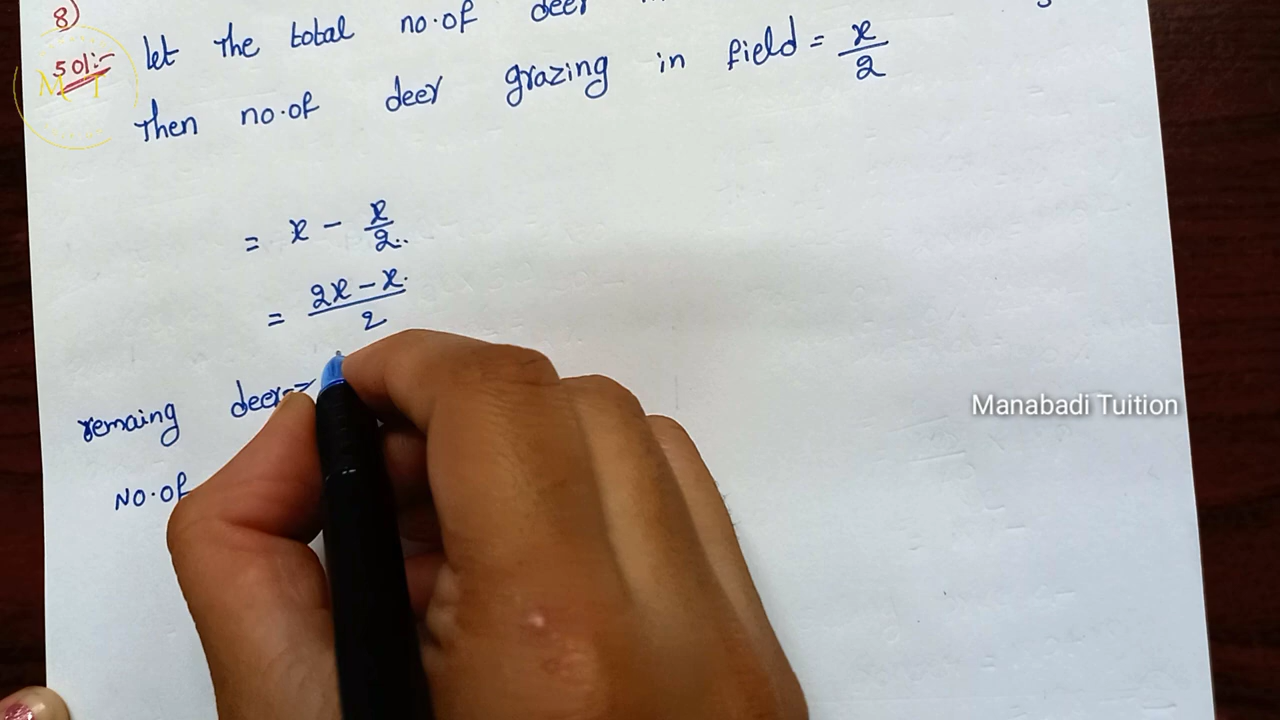 8)
Sol:- let the total no.of deer
M T
Then no.of deer grazing in field = x/2
= x - x/2
= 2x - x/2
remaing deer =
No.of
Manabadi Tuition